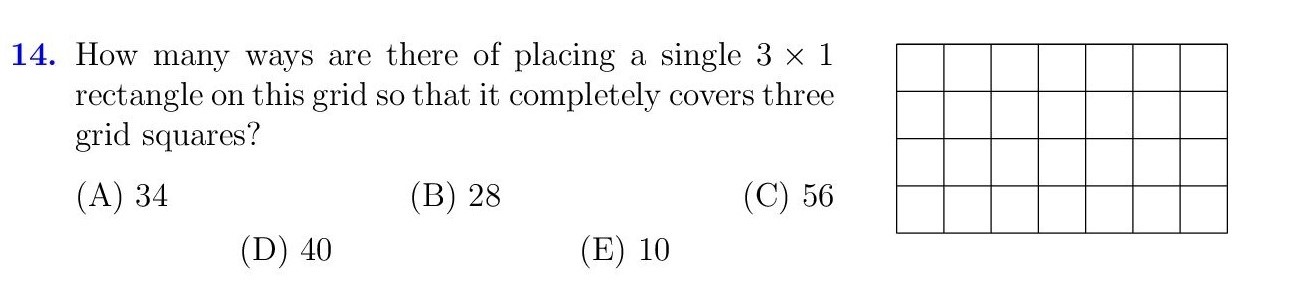 14. How many ways are there of placing a single 3 × 1
rectangle on this grid so that it completely covers three
grid squares?
(A) 34 (B) 28 (C) 56
(D) 40 (E) 10